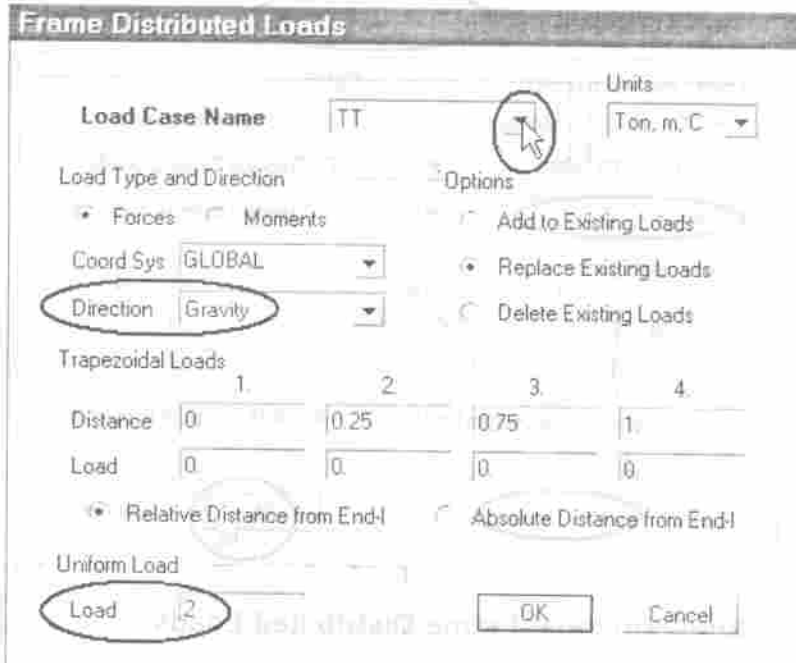 Frame Distributed Loads
Units
Load Case Name TT Ton, m, C
Load Type and Direction Options
Forces Moments Add to Existing Loads
Coord Sys GLOBAL Replace Existing Loads
Direction Gravity Delete Existing Loads
Trapezoidal Loads
1. 2. 3. 4.
Distance 0. 0.25 0.75 1.
Load 0. 0. 0. 0.
Relative Distance from End-I Absolute Distance from End-I
Uniform Load
Load 2 OK Cancel